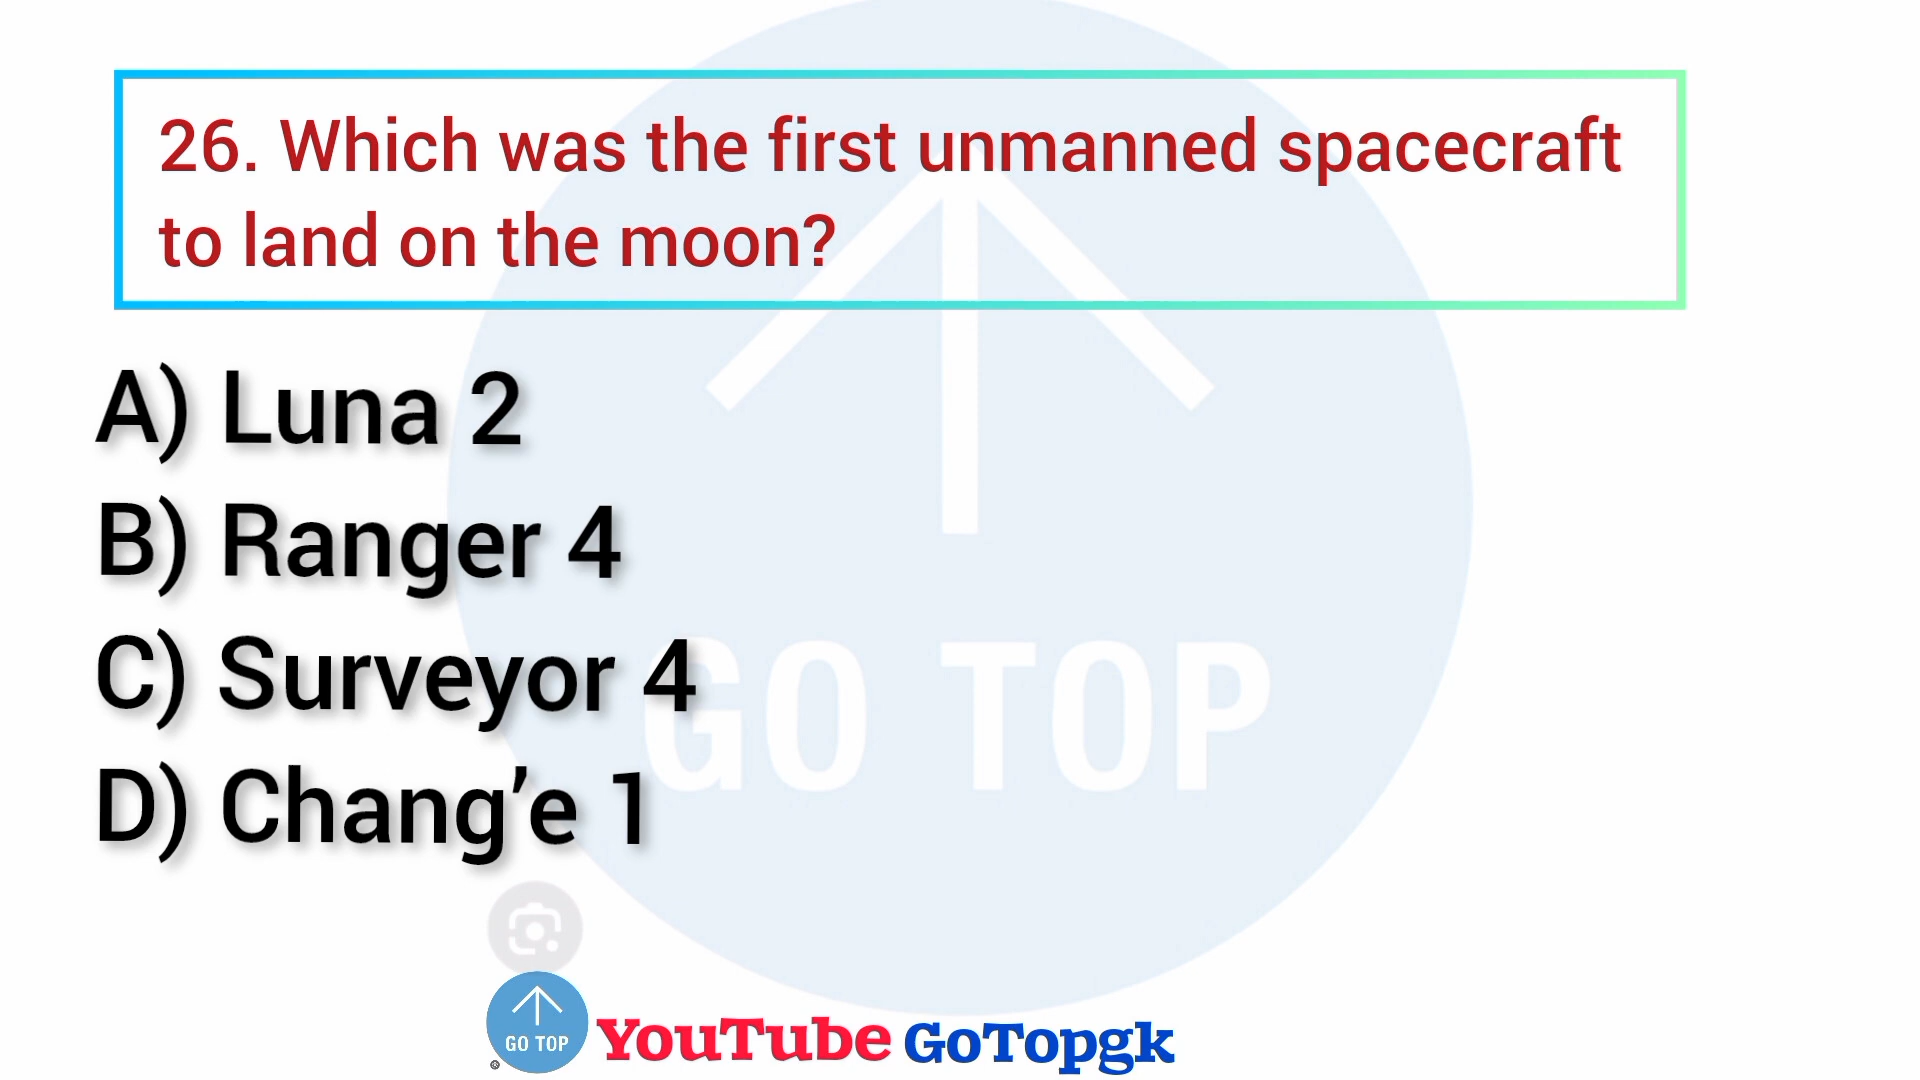 26. Which was the first unmanned spacecraft
to land on the moon?
A) Luna 2
B) Ranger 4
C) Surveyor 4
D) Chang’e 1
GO TOP
GO TOP
YouTube GoTopgk